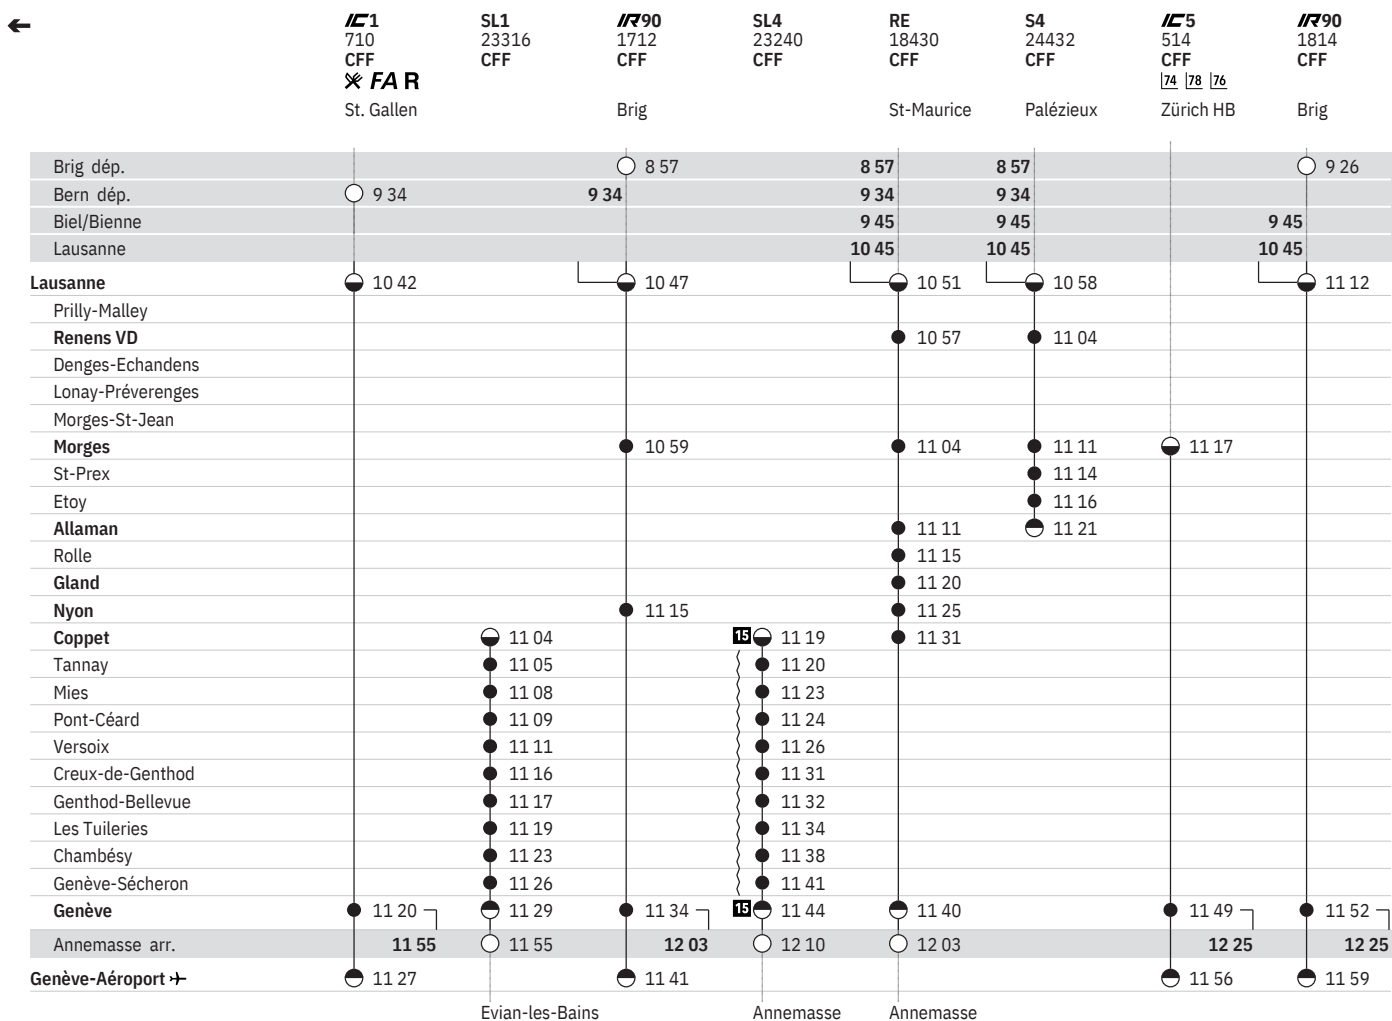 IC1 SL1 IR90 SL4 RE S4 IC5 IR90
710 23316 1712 23240 18430 24432 514 1814
CFF CFF CFF CFF CFF CFF CFF CFF
FA R 74 78 76
St. Gallen Brig St-Maurice Palézieux Zürich HB Brig
Brig dép. 8 57 8 57 8 57 9 26
Bern dép. 9 34 9 34 9 34 9 34
Biel/Bienne 9 45 9 45 9 45
Lausanne 10 45 10 45 10 45
Lausanne 10 42 10 47 10 51 10 58 11 12
Prilly-Malley
Renens VD 10 57 11 04
Denges-Echandens
Lonay-Préverenges
Morges-St-Jean
Morges 10 59 11 04 11 11 11 17
St-Prex 11 14
Etoy 11 16
Allaman 11 11 11 21
Rolle 11 15
Gland 11 20
Nyon 11 15 11 25
Coppet 11 04 15 11 19 11 31
Tannay 11 05 11 20
Mies 11 08 11 23
Pont-Céard 11 09 11 24
Versoix 11 11 11 26
Creux-de-Genthod 11 16 11 31
Genthod-Bellevue 11 17 11 32
Les Tuileries 11 19 11 34
Chambésy 11 23 11 38
Genève-Sécheron 11 26 11 41
Genève 11 20 11 29 11 34 15 11 44 11 40 11 49 11 52
Annemasse arr. 11 55 11 55 12 03 12 10 12 03 12 25 12 25
Genève-Aéroport 11 27 11 41 11 56 11 59
Evian-les-Bains Annemasse Annemasse